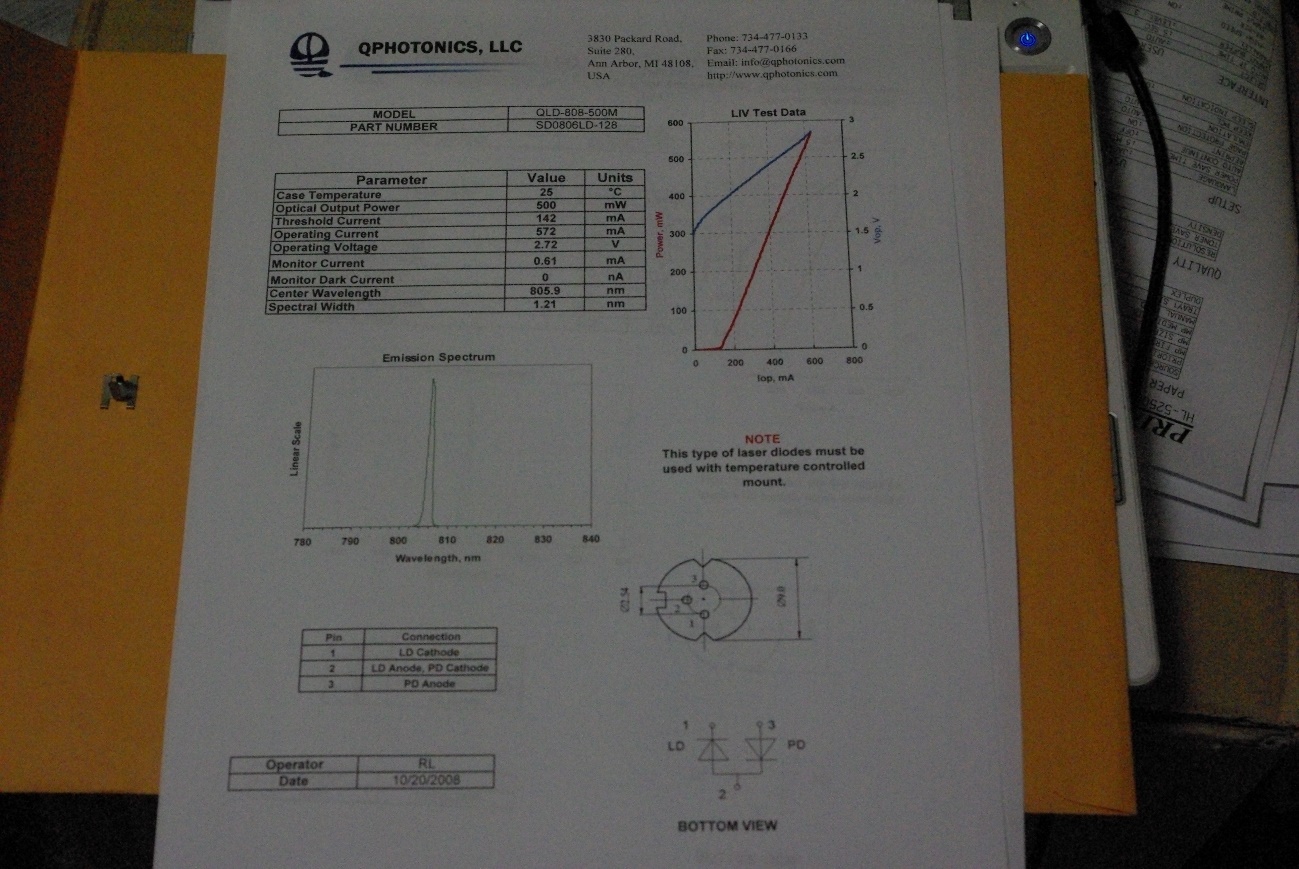 QPHOTONICS, LLC
3830 Packard Road,
Suite 280,
Ann Arbor, MI 48108,
USA
Phone: 734-477-0133
Fax: 734-477-0166
Email: info@qphotonics.com
http://www.qphotonics.com
MODEL QLD-808-500M
PART NUMBER SD0806LD-128
Parameter Value Units
Case Temperature 25 °C
Optical Output Power 500 mW
Threshold Current 142 mA
Operating Current 572 mA
Operating Voltage 2.72 V
Monitor Current 0.61 mA
Monitor Dark Current 0 nA
Center Wavelength 805.9 nm
Spectral Width 1.21 nm
LIV Test Data
600 3
500 2.5
400 2
300 1.5
200 1
100 0.5
0 0
Power, mW
Vop, V
0 200 400 600 800
Iop, mA
Emission Spectrum
Linear Scale
780 790 800 810 820 830 840
Wavelength, nm
NOTE
This type of laser diodes must be
used with temperature controlled
mount.
3
2
1
Ø2.54
Ø9.0
Pin Connection
1 LD Cathode
2 LD Anode, PD Cathode
3 PD Anode
1 3
LD PD
2
BOTTOM VIEW
Operator RL
Date 10/20/2008
SETUP
QUALITY
PAPER
INTERFACE
DENSITY
DUPLEX